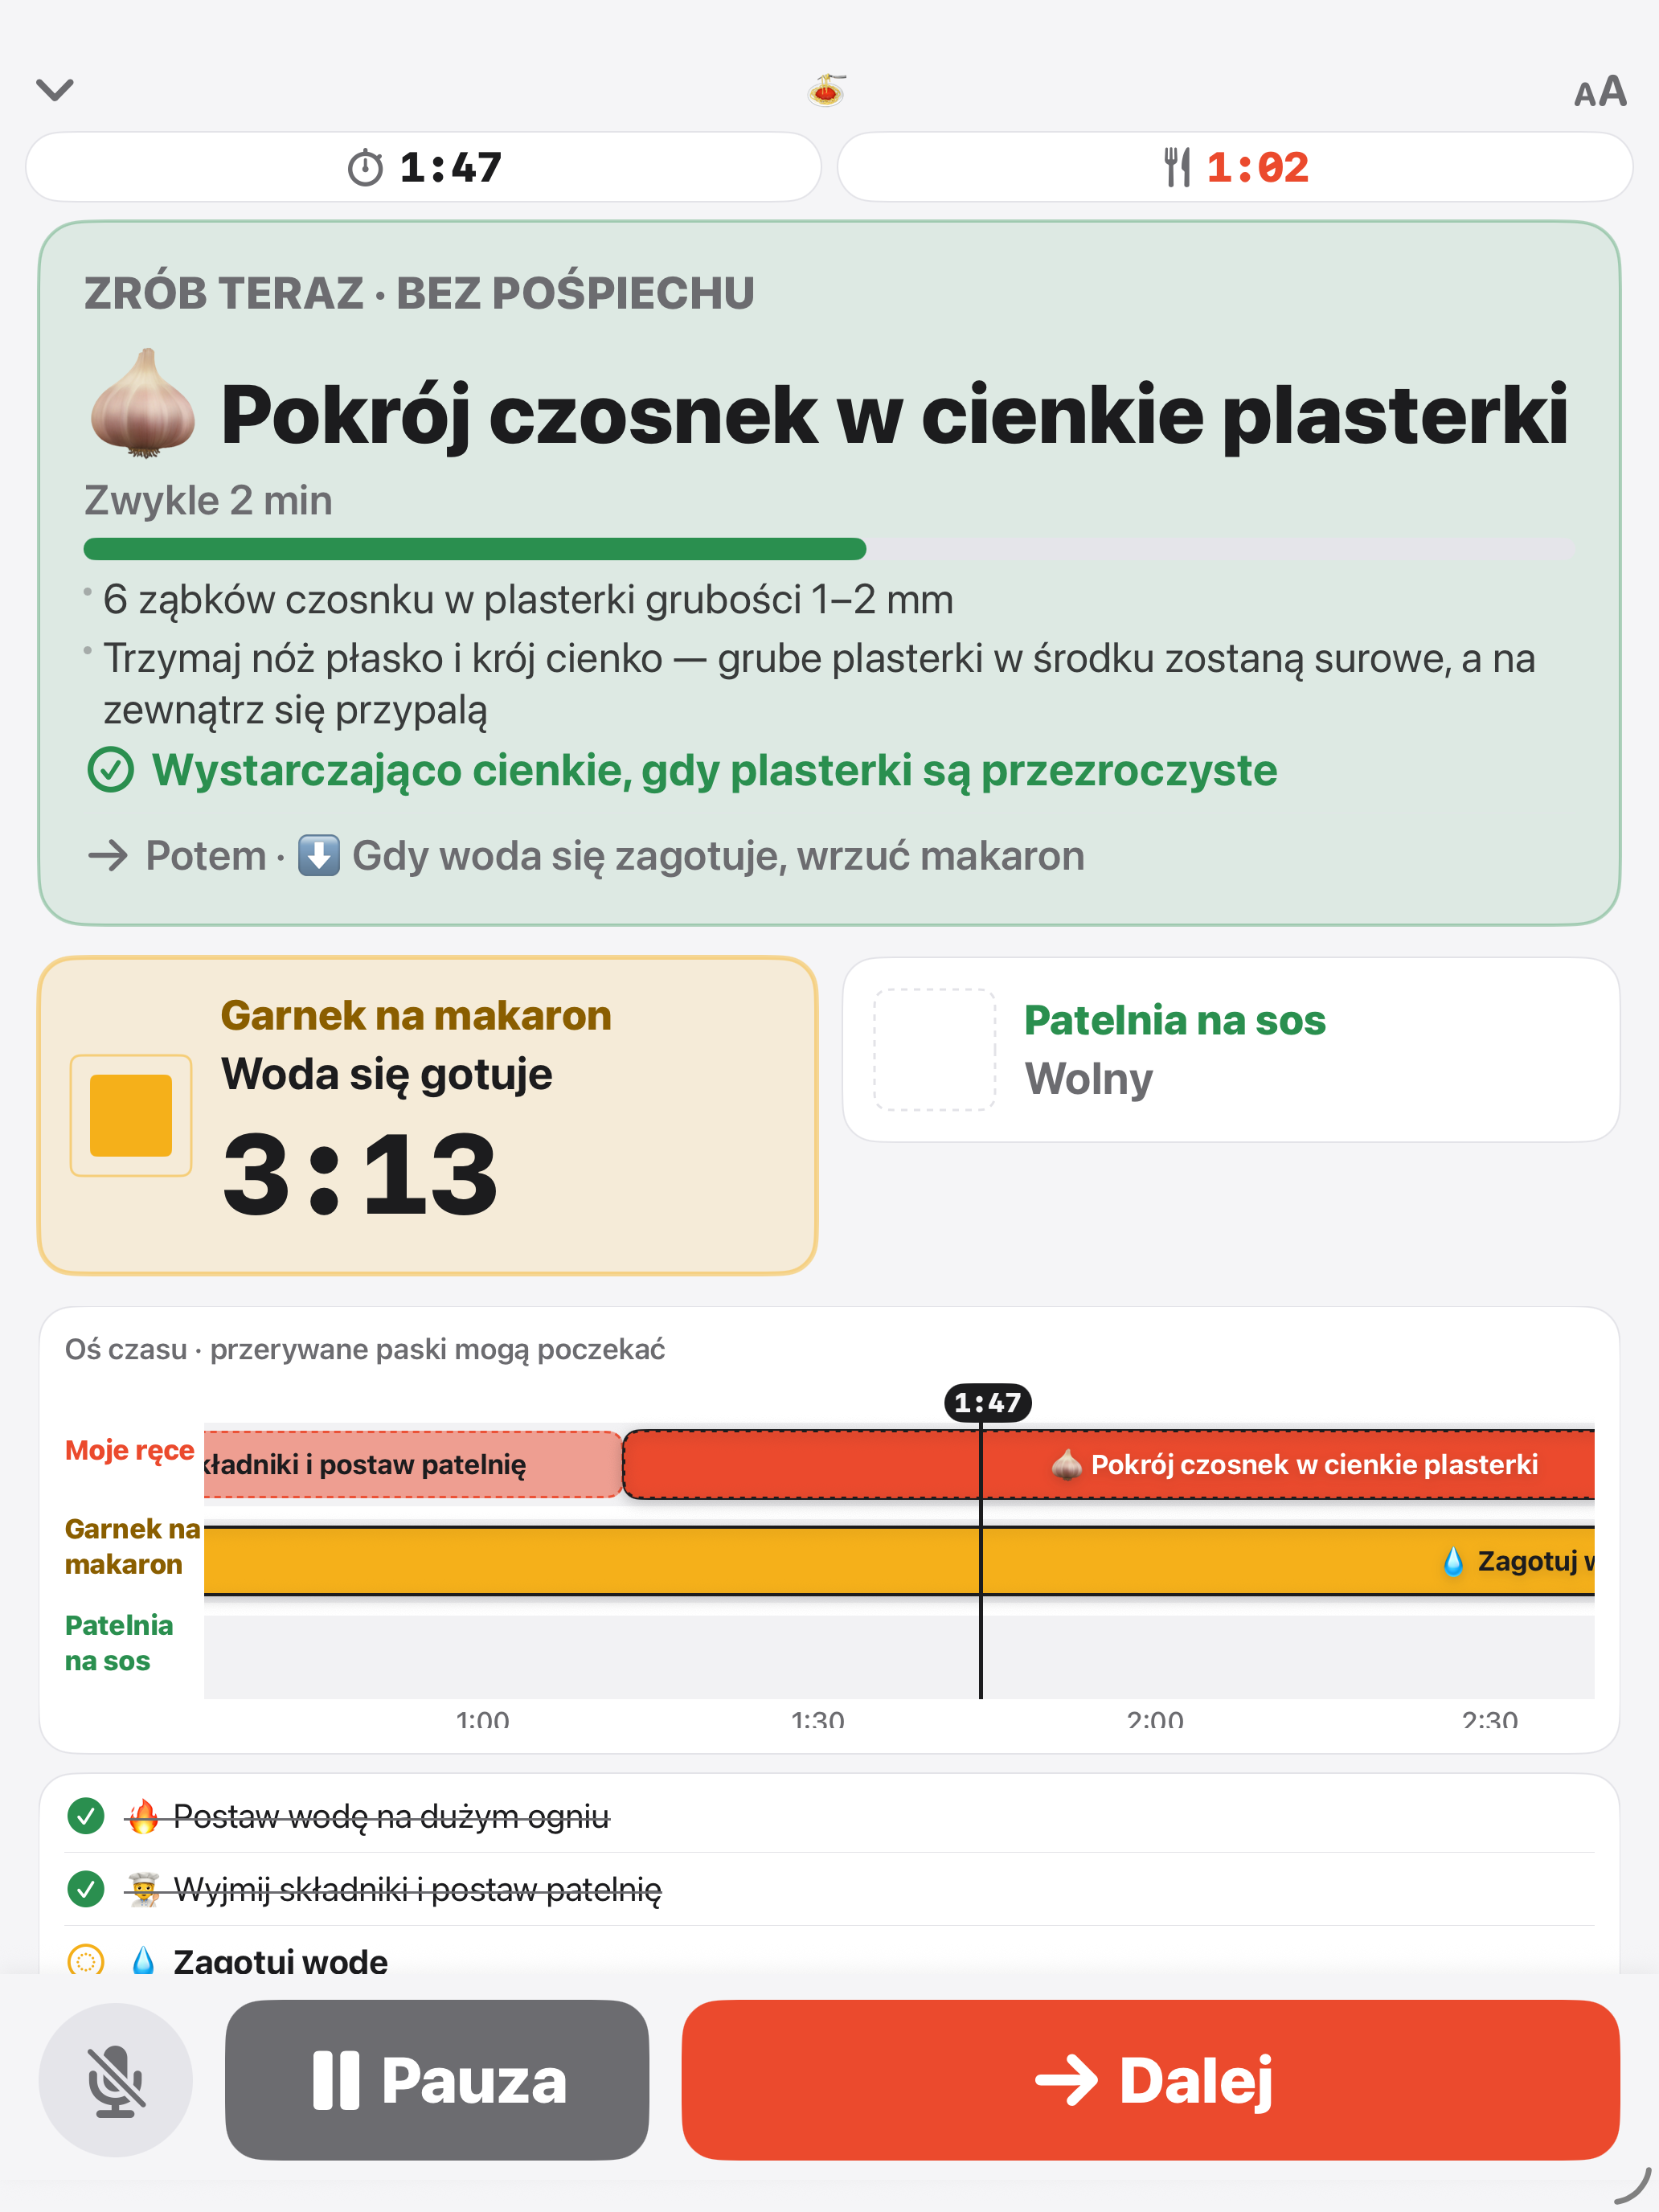 AA
1:47
1:02
ZRÓB TERAZ · BEZ POŚPIECHU
Pokrój czosnek w cienkie plasterki
Zwykle 2 min
6 ząbków czosnku w plasterki grubości 1–2 mm
Trzymaj nóż płasko i krój cienko — grube plasterki w środku zostaną surowe, a na
zewnątrz się przypalą
Wystarczająco cienkie, gdy plasterki są przezroczyste
→ Potem · Gdy woda się zagotuje, wrzuć makaron
Garnek na makaron
Woda się gotuje
3:13
Patelnia na sos
Wolny
Oś czasu · przerywane paski mogą poczekać
1:47
Moje ręce
kładniki i postaw patelnię
Pokrój czosnek w cienkie plasterki
Garnek na
makaron
Zagotuj w
Patelnia
na sos
1:00 1:30 2:00 2:30
Postaw wodę na dużym ogniu
Wyjmij składniki i postaw patelnię
Zagotuj wodę
Pauza
→ Dalej